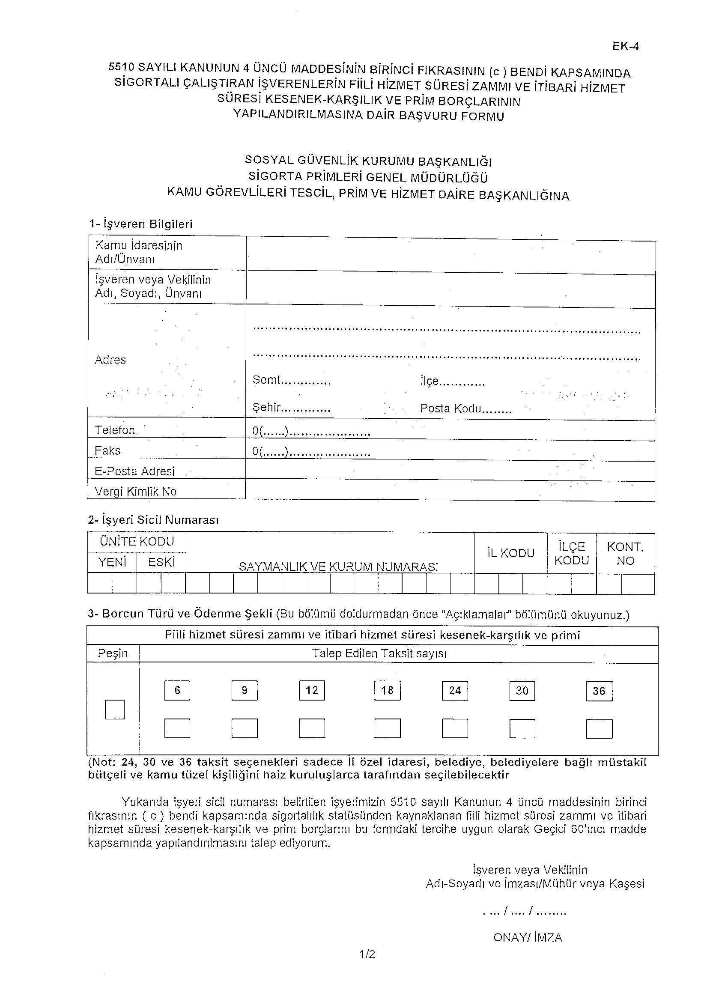 EK-4
5510 SAYILI KANUNUN 4 ÜNCÜ MADDESİNİN BİRİNCİ FIKRASININ (c ) BENDİ KAPSAMINDA
SİGORTALI ÇALIŞTIRAN İŞVERENLERİN FİİLİ HİZMET SÜRESİ ZAMMI VE İTİBARİ HİZMET
SÜRESİ KESENEK-KARŞILIK VE PRİM BORÇLARININ
YAPILANDIRILMASINA DAİR BAŞVURU FORMU
SOSYAL GÜVENLİK KURUMU BAŞKANLIĞI
SİGORTA PRİMLERİ GENEL MÜDÜRLÜĞÜ
KAMU GÖREVLİLERİ TESCİL, PRİM VE HİZMET DAİRE BAŞKANLIĞINA
1- İşveren Bilgileri
Kamu İdaresinin
Adı/Ünvanı
İşveren veya Vekilinin
Adı, Soyadı, Ünvanı
Adres
Semt............. İlçe............
Şehir............. Posta Kodu........
Telefon 0(......).......................
Faks 0(......).......................
E-Posta Adresi
Vergi Kimlik No
2- İşyeri Sicil Numarası
ÜNİTE KODU
YENİ ESKİ
SAYMANLIK VE KURUM NUMARASI
İL KODU
İLÇE
KODU
KONT.
NO
3- Borcun Türü ve Ödenme Şekli (Bu bölümü doldurmadan önce "Açıklamalar" bölümünü okuyunuz.)
Fiili hizmet süresi zammı ve itibari hizmet süresi kesenek-karşılık ve primi
Peşin Talep Edilen Taksit sayısı
6 9 12 18 24 30 36
(Not: 24, 30 ve 36 taksit seçenekleri sadece il özel idaresi, belediye, belediyelere bağlı müstakil
bütçeli ve kamu tüzel kişiliğini haiz kuruluşlarca tarafından seçilebilecektir
Yukarıda işyeri sicil numarası belirtilen işyerimizin 5510 sayılı Kanunun 4 üncü maddesinin birinci
fıkrasının ( c ) bendi kapsamında sigortalılık statüsünden kaynaklanan fiili hizmet süresi zammı ve itibari
hizmet süresi kesenek-karşılık ve prim borçlarını bu formdaki tercihe uygun olarak Geçici 60'ıncı madde
kapsamında yapılandırılmasını talep ediyorum.
İşveren veya Vekilinin
Adı-Soyadı ve İmzası/Mühür veya Kaşesi
. ... / .... / ........
ONAY/ İMZA
1/2